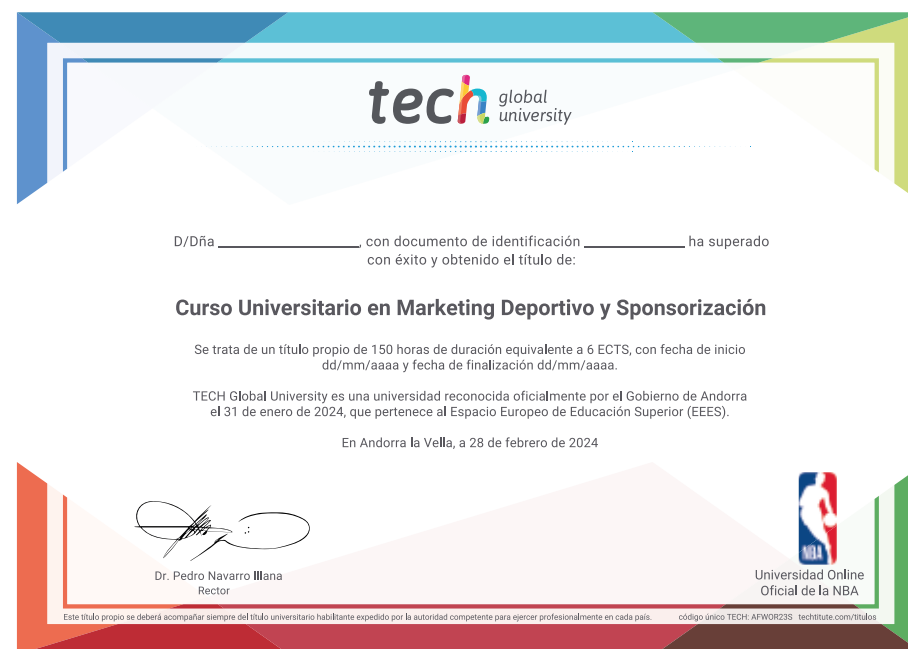 tech global university
D/Dña ____________________, con documento de identificación ______________ ha superado
con éxito y obtenido el título de:
Curso Universitario en Marketing Deportivo y Sponsorización
Se trata de un título propio de 150 horas de duración equivalente a 6 ECTS, con fecha de inicio
dd/mm/aaaa y fecha de finalización dd/mm/aaaa.
TECH Global University es una universidad reconocida oficialmente por el Gobierno de Andorra
el 31 de enero de 2024, que pertenece al Espacio Europeo de Educación Superior (EEES).
En Andorra la Vella, a 28 de febrero de 2024
Dr. Pedro Navarro Illana
Rector
NBA
Universidad Online
Oficial de la NBA
Este título propio se deberá acompañar siempre del título universitario habilitante expedido por la autoridad competente para ejercer profesionalmente en cada país. código único TECH: AFWOR23S techtitute.com/titulos